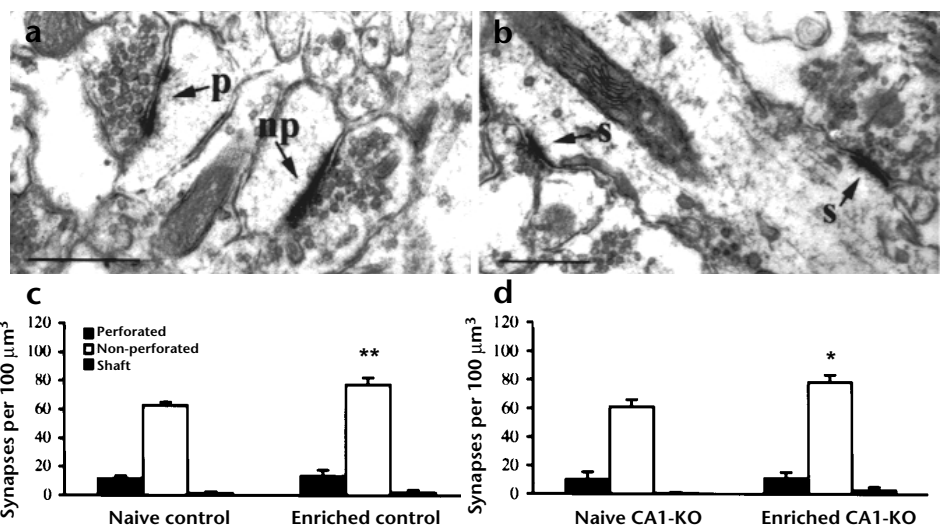 a
p
np
b
s
s
c
Synapses per 100 µm³
120
100
80
60
40
20
0
Perforated
Non-perforated
Shaft
**
Naive control
Enriched control
d
Synapses per 100 µm³
120
100
80
60
40
20
0
*
Naive CA1-KO
Enriched CA1-KO